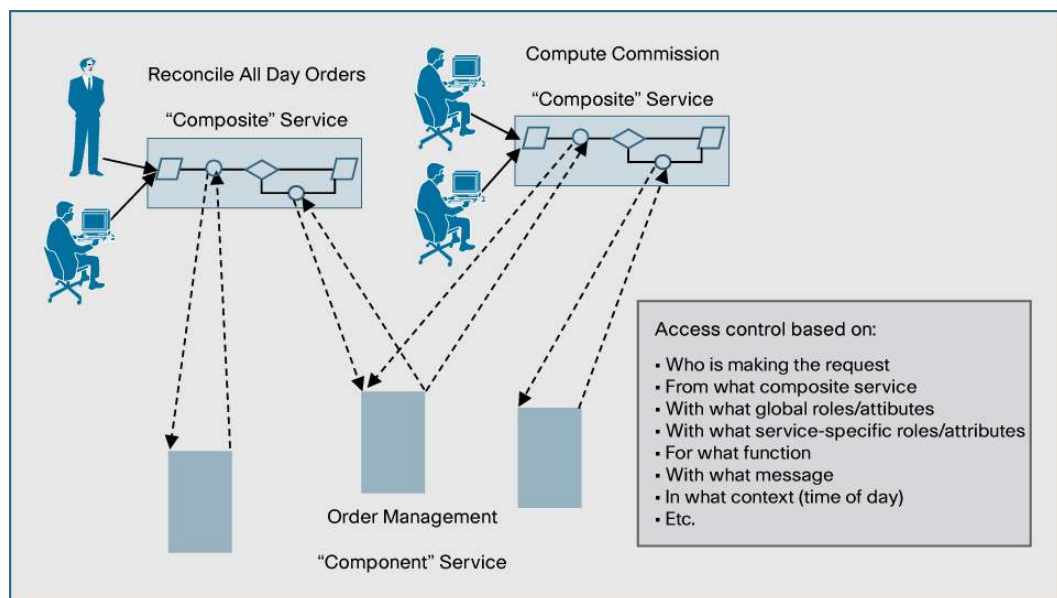 Reconcile All Day Orders
“Composite” Service
Compute Commission
“Composite” Service
Order Management
“Component” Service
Access control based on:
▪ Who is making the request
▪ From what composite service
▪ With what global roles/attibutes
▪ With what service-specific roles/attributes
▪ For what function
▪ With what message
▪ In what context (time of day)
▪ Etc.